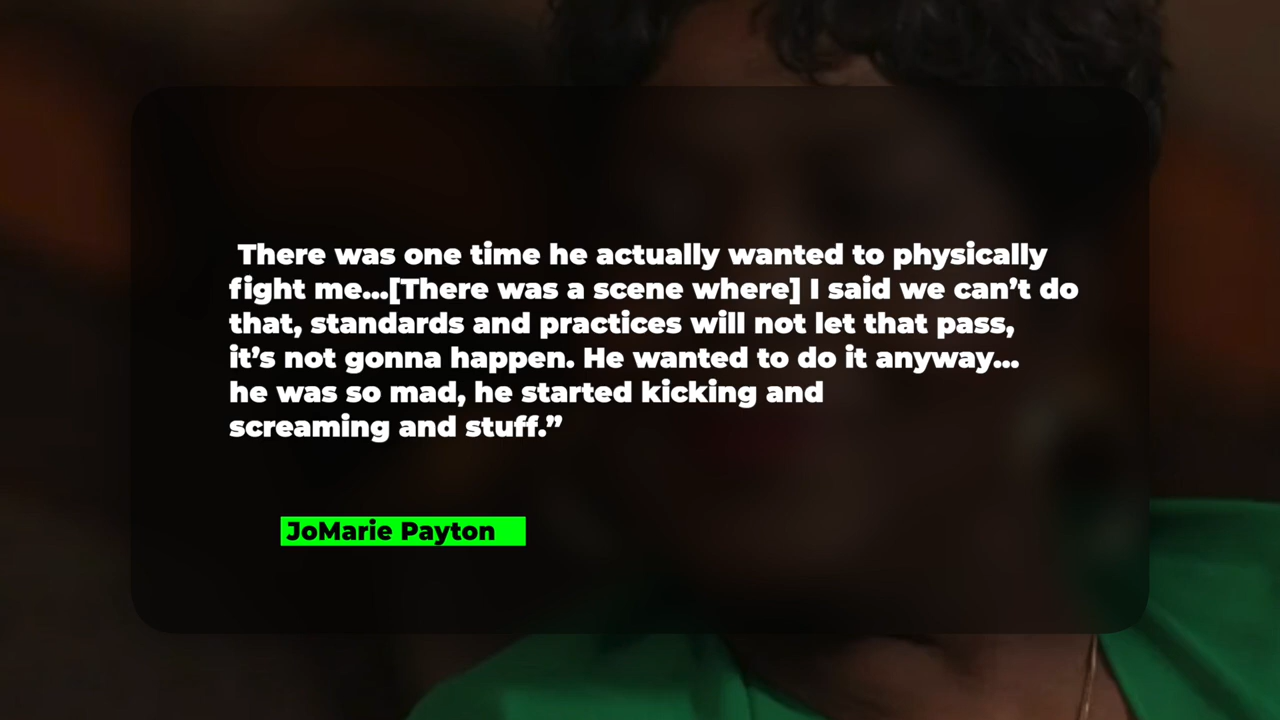 There was one time he actually wanted to physically
fight me...[There was a scene where] I said we can’t do
that, standards and practices will not let that pass,
it’s not gonna happen. He wanted to do it anyway...
he was so mad, he started kicking and
screaming and stuff.”
JoMarie Payton